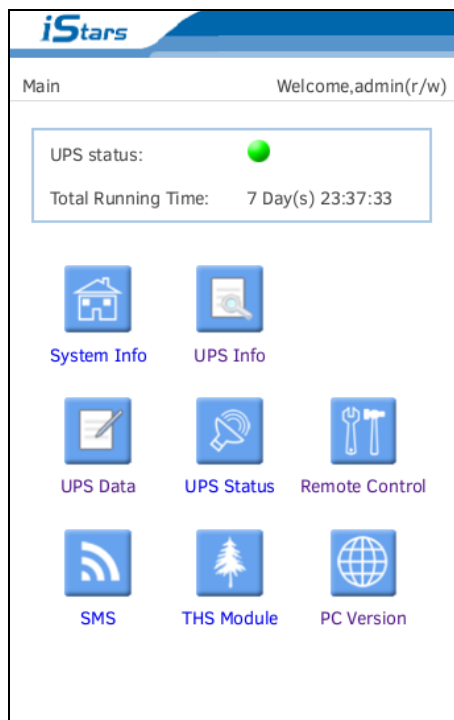 iStars
Main Welcome,admin(r/w)
UPS status:
Total Running Time: 7 Day(s) 23:37:33
System Info UPS Info
UPS Data UPS Status Remote Control
SMS THS Module PC Version